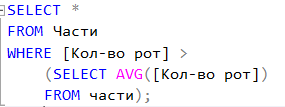 SELECT *
FROM Части
WHERE [Кол-во рот] >
(SELECT AVG([Кол-во рот])
FROM части);